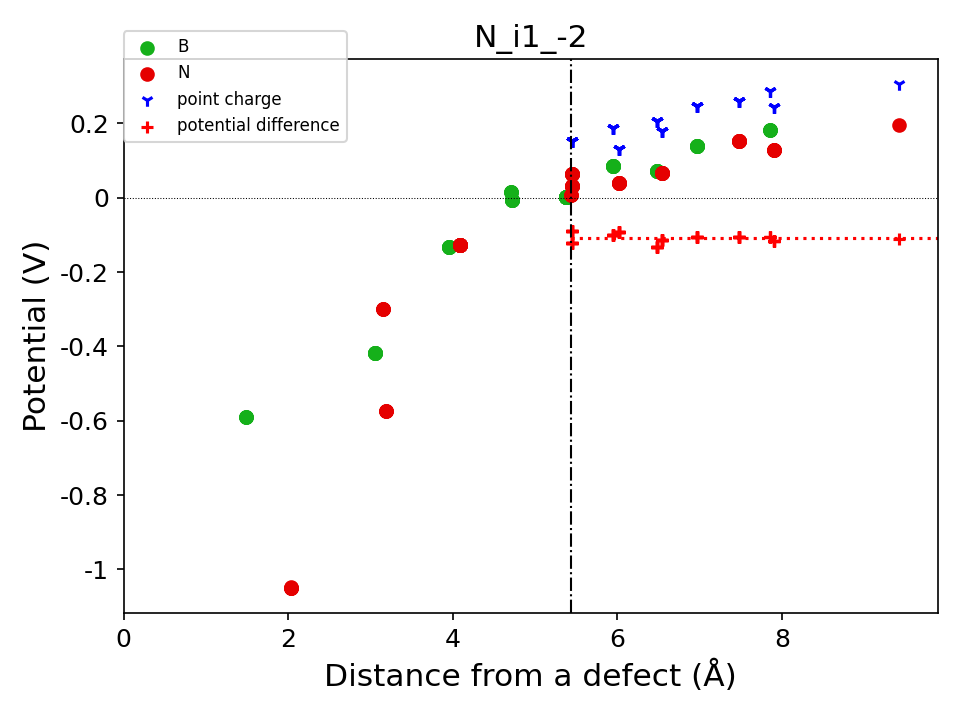 N_i1_-2
B
N
point charge
potential difference
0.2
0
-0.2
-0.4
-0.6
-0.8
-1
Potential (V)
0 2 4 6 8
Distance from a defect (Å)